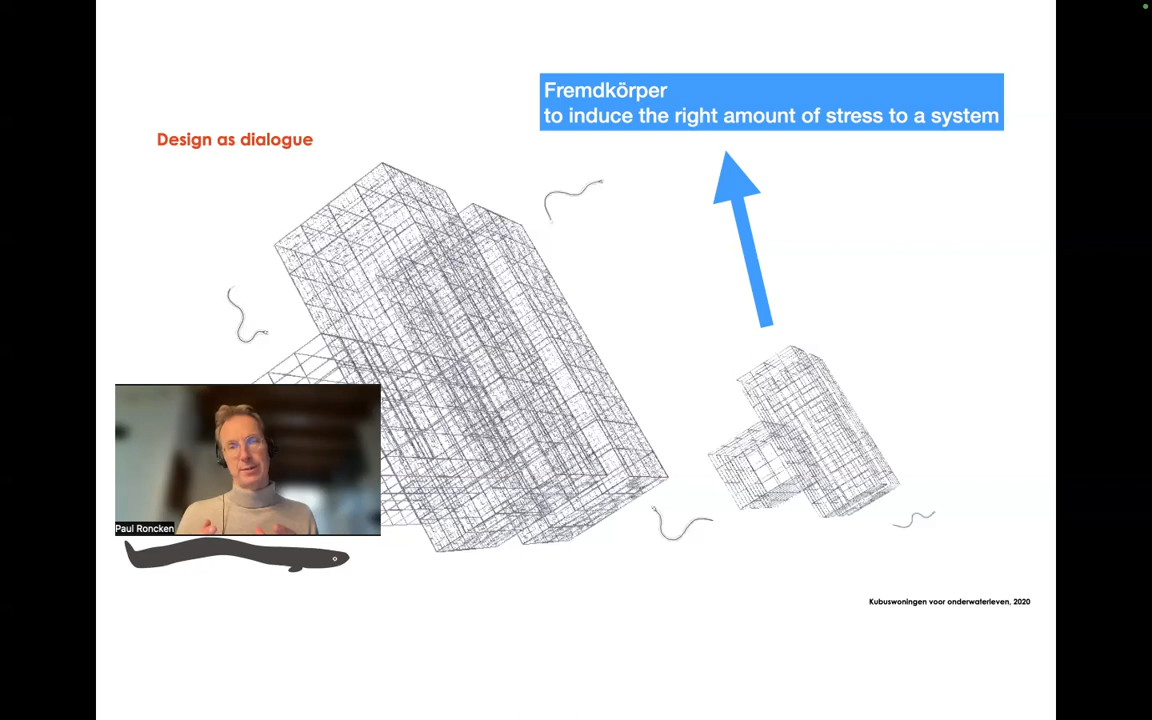 Fremdkörper
to induce the right amount of stress to a system
Design as dialogue
Paul Roncken
Kubuswoningen voor onderwaterleven, 2020